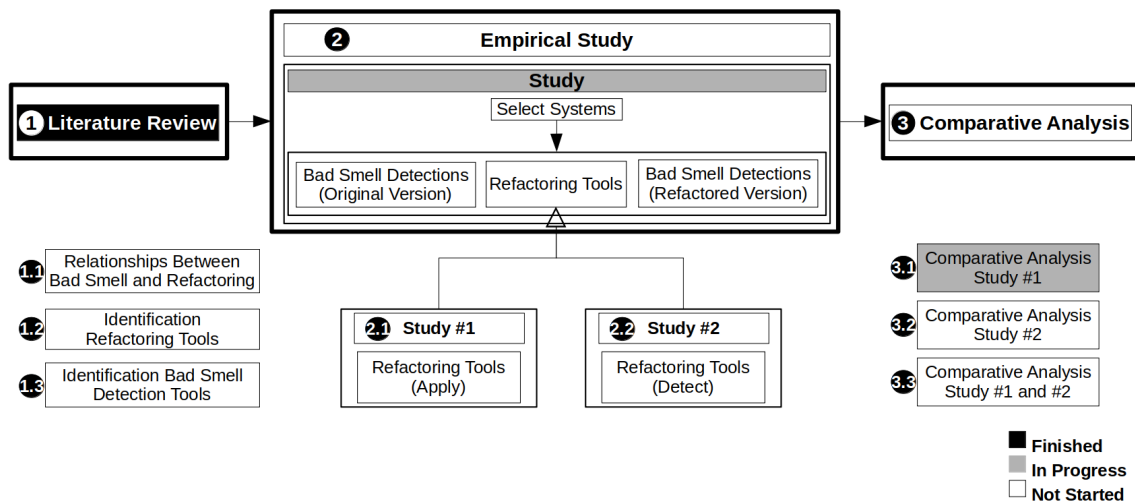 2 Empirical Study
Study
Select Systems
1 Literature Review
3 Comparative Analysis
Bad Smell Detections
(Original Version)
Refactoring Tools
Bad Smell Detections
(Refactored Version)
1.1 Relationships Between
Bad Smell and Refactoring
1.2 Identification
Refactoring Tools
1.3 Identification Bad Smell
Detection Tools
2.1 Study #1
Refactoring Tools
(Apply)
2.2 Study #2
Refactoring Tools
(Detect)
3.1 Comparative Analysis
Study #1
3.2 Comparative Analysis
Study #2
3.3 Comparative Analysis
Study #1 and #2
Finished
In Progress
Not Started